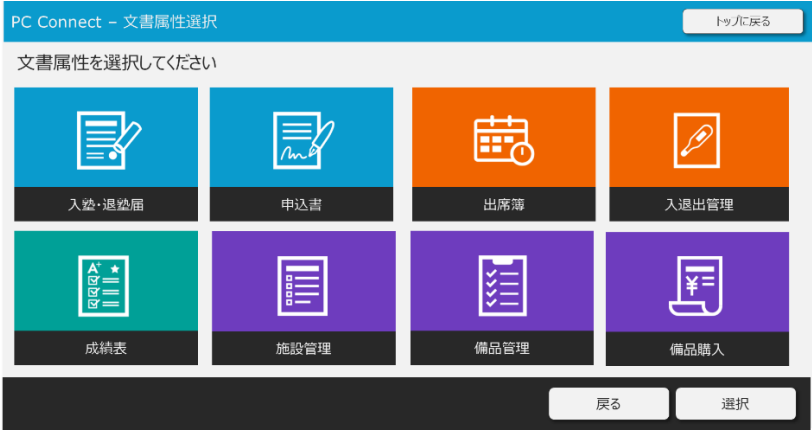 PC Connect – 文書属性選択
トップに戻る
文書属性を選択してください
入塾・退塾届
申込書
出席簿
入退出管理
A+
成績表
施設管理
備品管理
¥
備品購入
戻る
選択